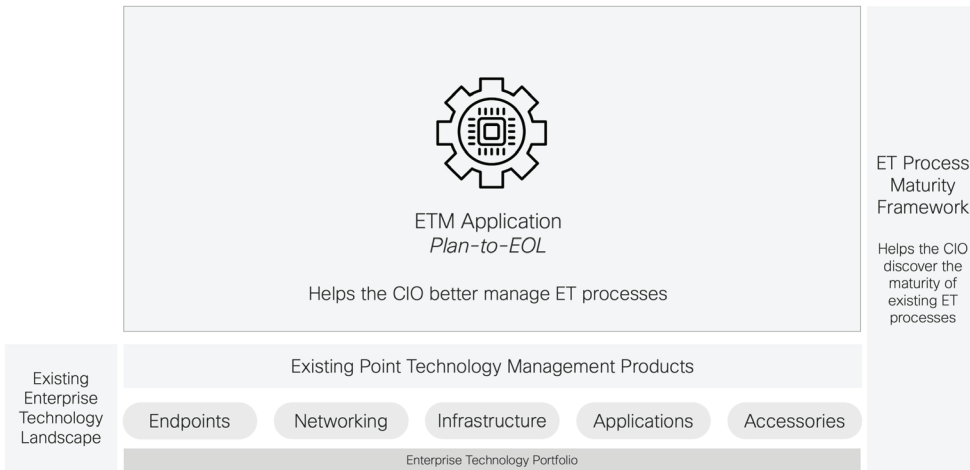 ETM Application
Plan-to-EOL
Helps the CIO better manage ET processes
ET Process
Maturity
Framework
Helps the CIO
discover the
maturity of
existing ET
processes
Existing
Enterprise
Technology
Landscape
Existing Point Technology Management Products
Endpoints
Networking
Infrastructure
Applications
Accessories
Enterprise Technology Portfolio